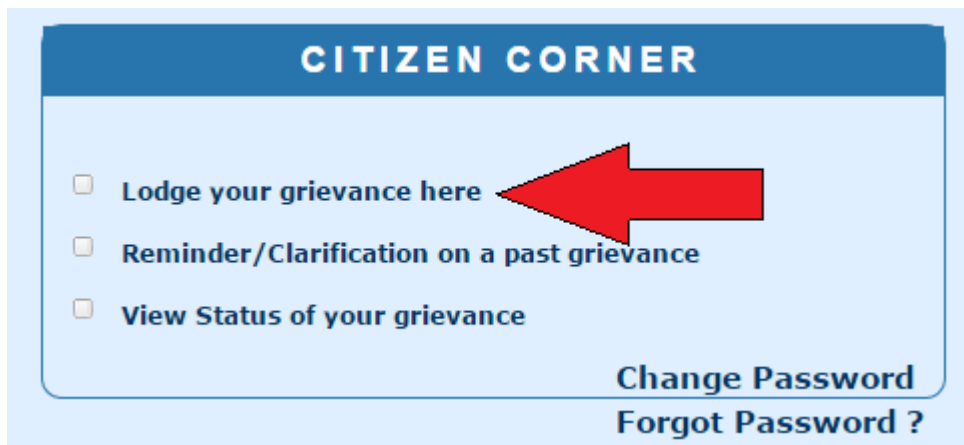 CITIZEN CORNER
Lodge your grievance here
Reminder/Clarification on a past grievance
View Status of your grievance
Change Password
Forgot Password ?